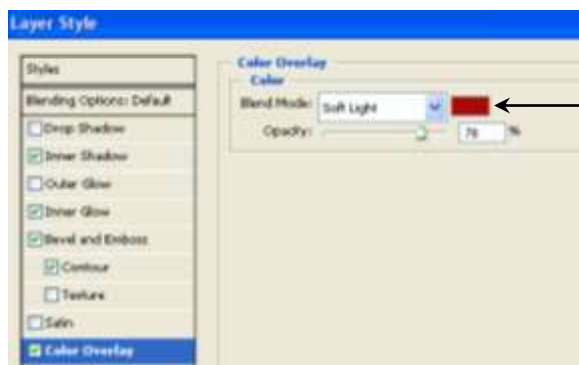 Layer Style
Styles
Blending Options: Default
Drop Shadow
Inner Shadow
Outer Glow
Inner Glow
Bevel and Emboss
Contour
Texture
Satin
Color Overlay
Color Overlay
Color
Blend Mode: Soft Light
Opacity: 70 %